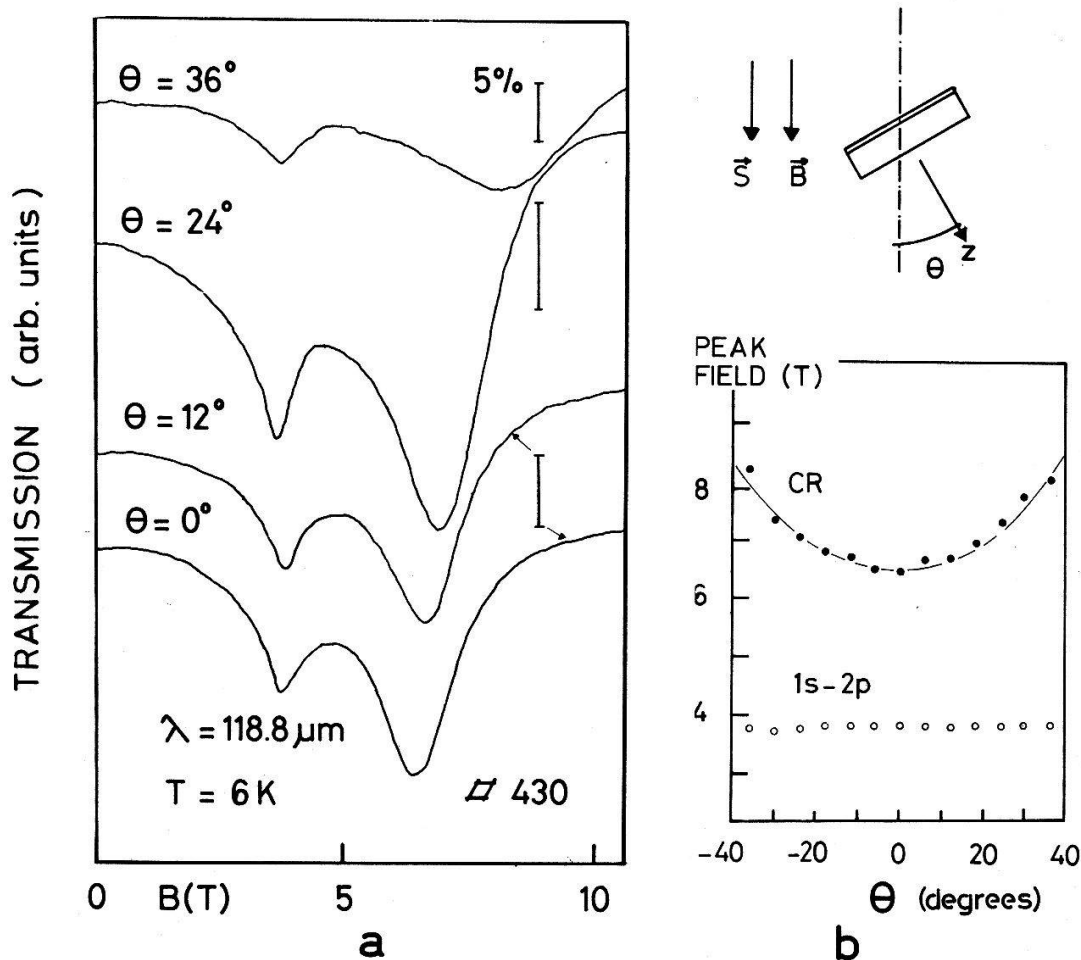 θ = 36°
5%
θ = 24°
θ = 12°
θ = 0°
λ = 118.8 μm
T = 6 K
# 430
TRANSMISSION (arb. units)
0 B(T) 5 10
a
S B
θ z
PEAK
FIELD (T)
8
CR
6
1s-2p
4
-40 -20 0 20 40
θ (degrees)
b